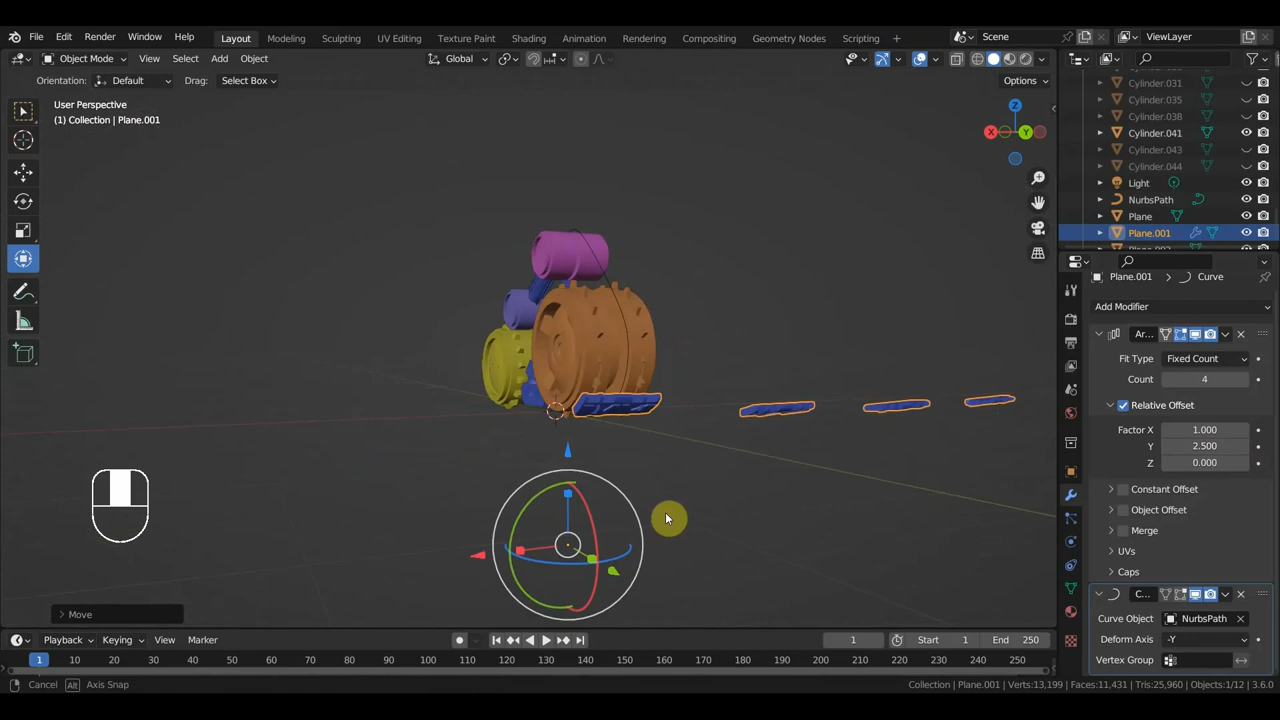 File Edit Render Window Help Layout Modeling Sculpting UV Editing Texture Paint Shading Animation Rendering Compositing Geometry Nodes Scripting + Scene ViewLayer
Object Mode View Select Add Object Global
Orientation: Default Drag: Select Box Options
User Perspective
(1) Collection | Plane.001
X Y Z
Cylinder.031
Cylinder.035
Cylinder.038
Cylinder.041
Cylinder.043
Cylinder.044
Light
NurbsPath
Plane
Plane.001
Plane.001 > Curve
Add Modifier
Ar...
Fit Type Fixed Count
Count 4
Relative Offset
Factor X 1.000
Y 2.500
Z 0.000
Constant Offset
Object Offset
Merge
UVs
Caps
C...
Curve Object NurbsPath
Deform Axis -Y
Vertex Group
> Move
Playback Keying View Marker 1 Start 1 End 250
1 10 20 30 40 50 60 70 80 90 100 110 120 130 140 150 160 170 180 190 200 210 220 230 240 250
Cancel Alt Axis Snap Collection | Plane.001 | Verts:13,199 | Faces:11,431 | Tris:25,960 | Objects:1/12 | 3.6.0